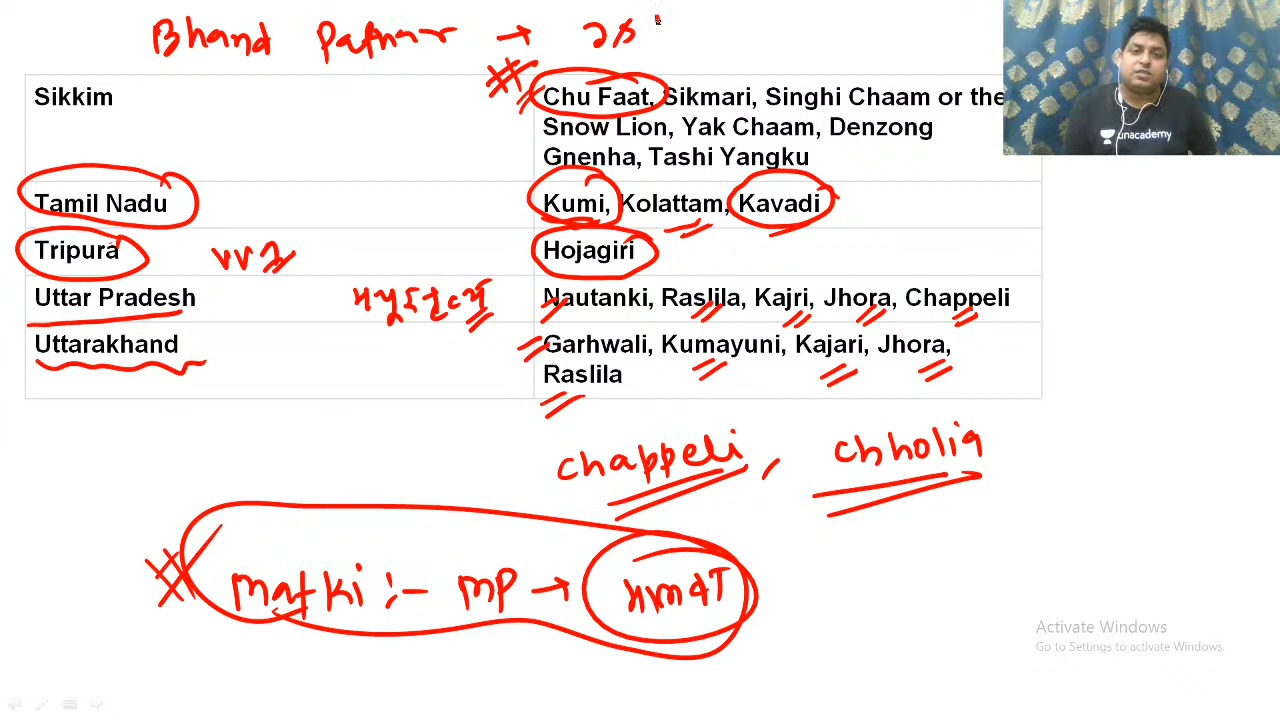 Bhand Pathar → J &
unacademy
Sikkim
Chu Faat, Sikmari, Singhi Chaam or the
Snow Lion, Yak Chaam, Denzong
Gnenha, Tashi Yangku
Tamil Nadu
Kumi, Kolattam, Kavadi
Tripura
Hojagiri
Uttar Pradesh
Nautanki, Raslila, Kajri, Jhora, Chappeli
Uttarakhand
Garhwali, Kumayuni, Kajari, Jhora,
Raslila
chappeli, chholia
matki :- MP →
Activate Windows
Go to Settings to activate Windows.